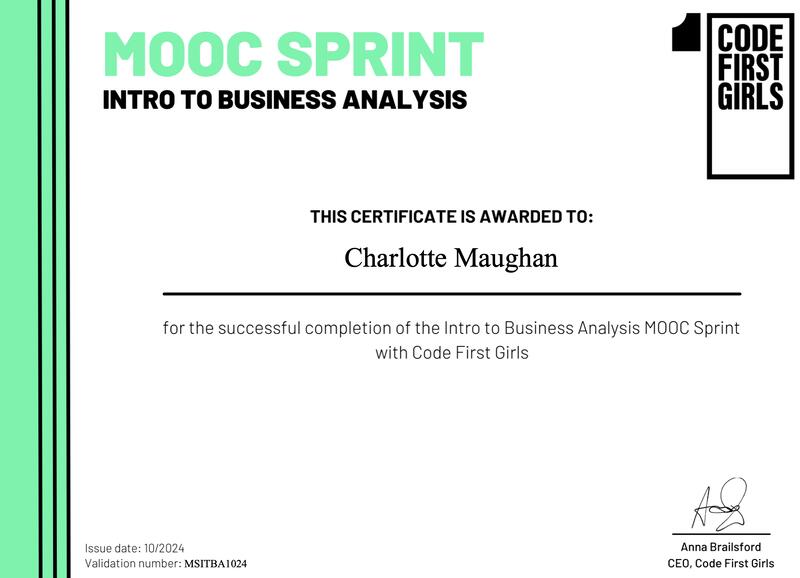 MOOC SPRINT
INTRO TO BUSINESS ANALYSIS
CODE
FIRST
GIRLS
THIS CERTIFICATE IS AWARDED TO:
Charlotte Maughan
for the successful completion of the Intro to Business Analysis MOOC Sprint
with Code First Girls
Issue date: 10/2024
Validation number: MSITBA1024
Anna Brailsford
CEO, Code First Girls